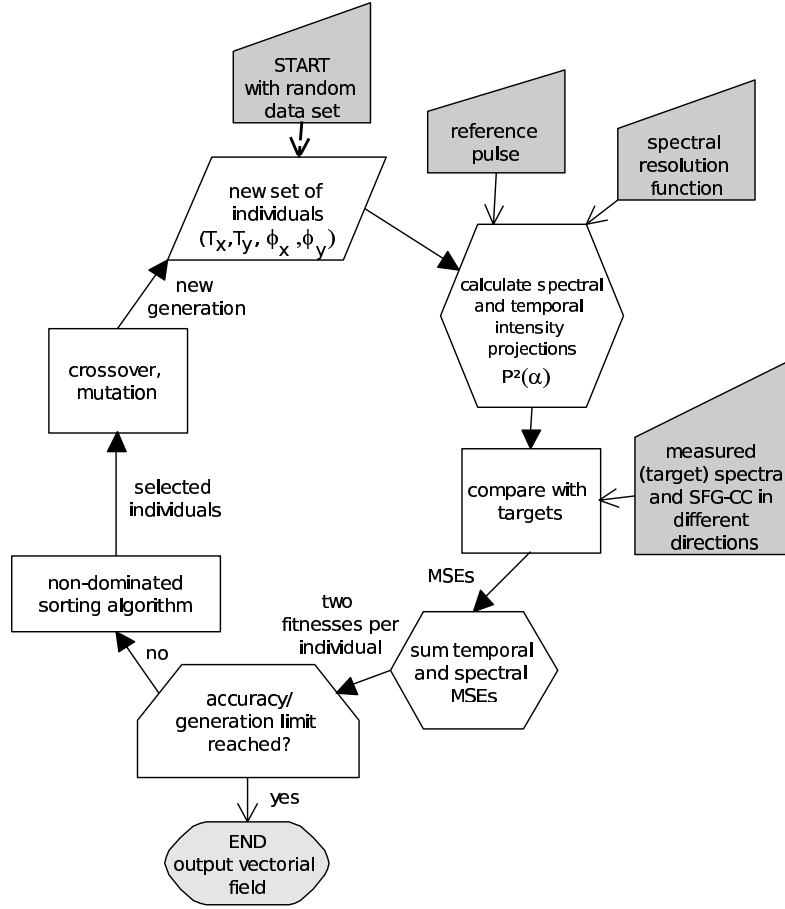 START
with random
data set
reference
pulse
spectral
resolution
function
new set of
individuals
(Tx,Ty, ϕx ,ϕy)
new
generation
calculate spectral
and temporal
intensity
projections
P²(α)
crossover,
mutation
measured
(target) spectra
and SFG-CC in
different
directions
compare with
targets
selected
individuals
MSEs
non-dominated
sorting algorithm
two
fitnesses per
individual
sum temporal
and spectral
MSEs
no
accuracy/
generation limit
reached?
yes
END
output vectorial
field